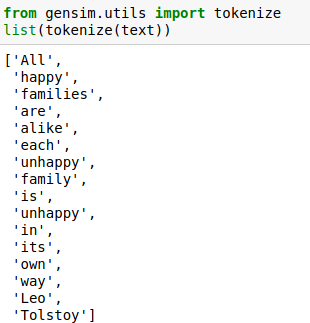 from gensim.utils import tokenize
list(tokenize(text))
['All',
'happy',
'families',
'are',
'alike',
'each',
'unhappy',
'family',
'is',
'unhappy',
'in',
'its',
'own',
'way',
'Leo',
'Tolstoy']